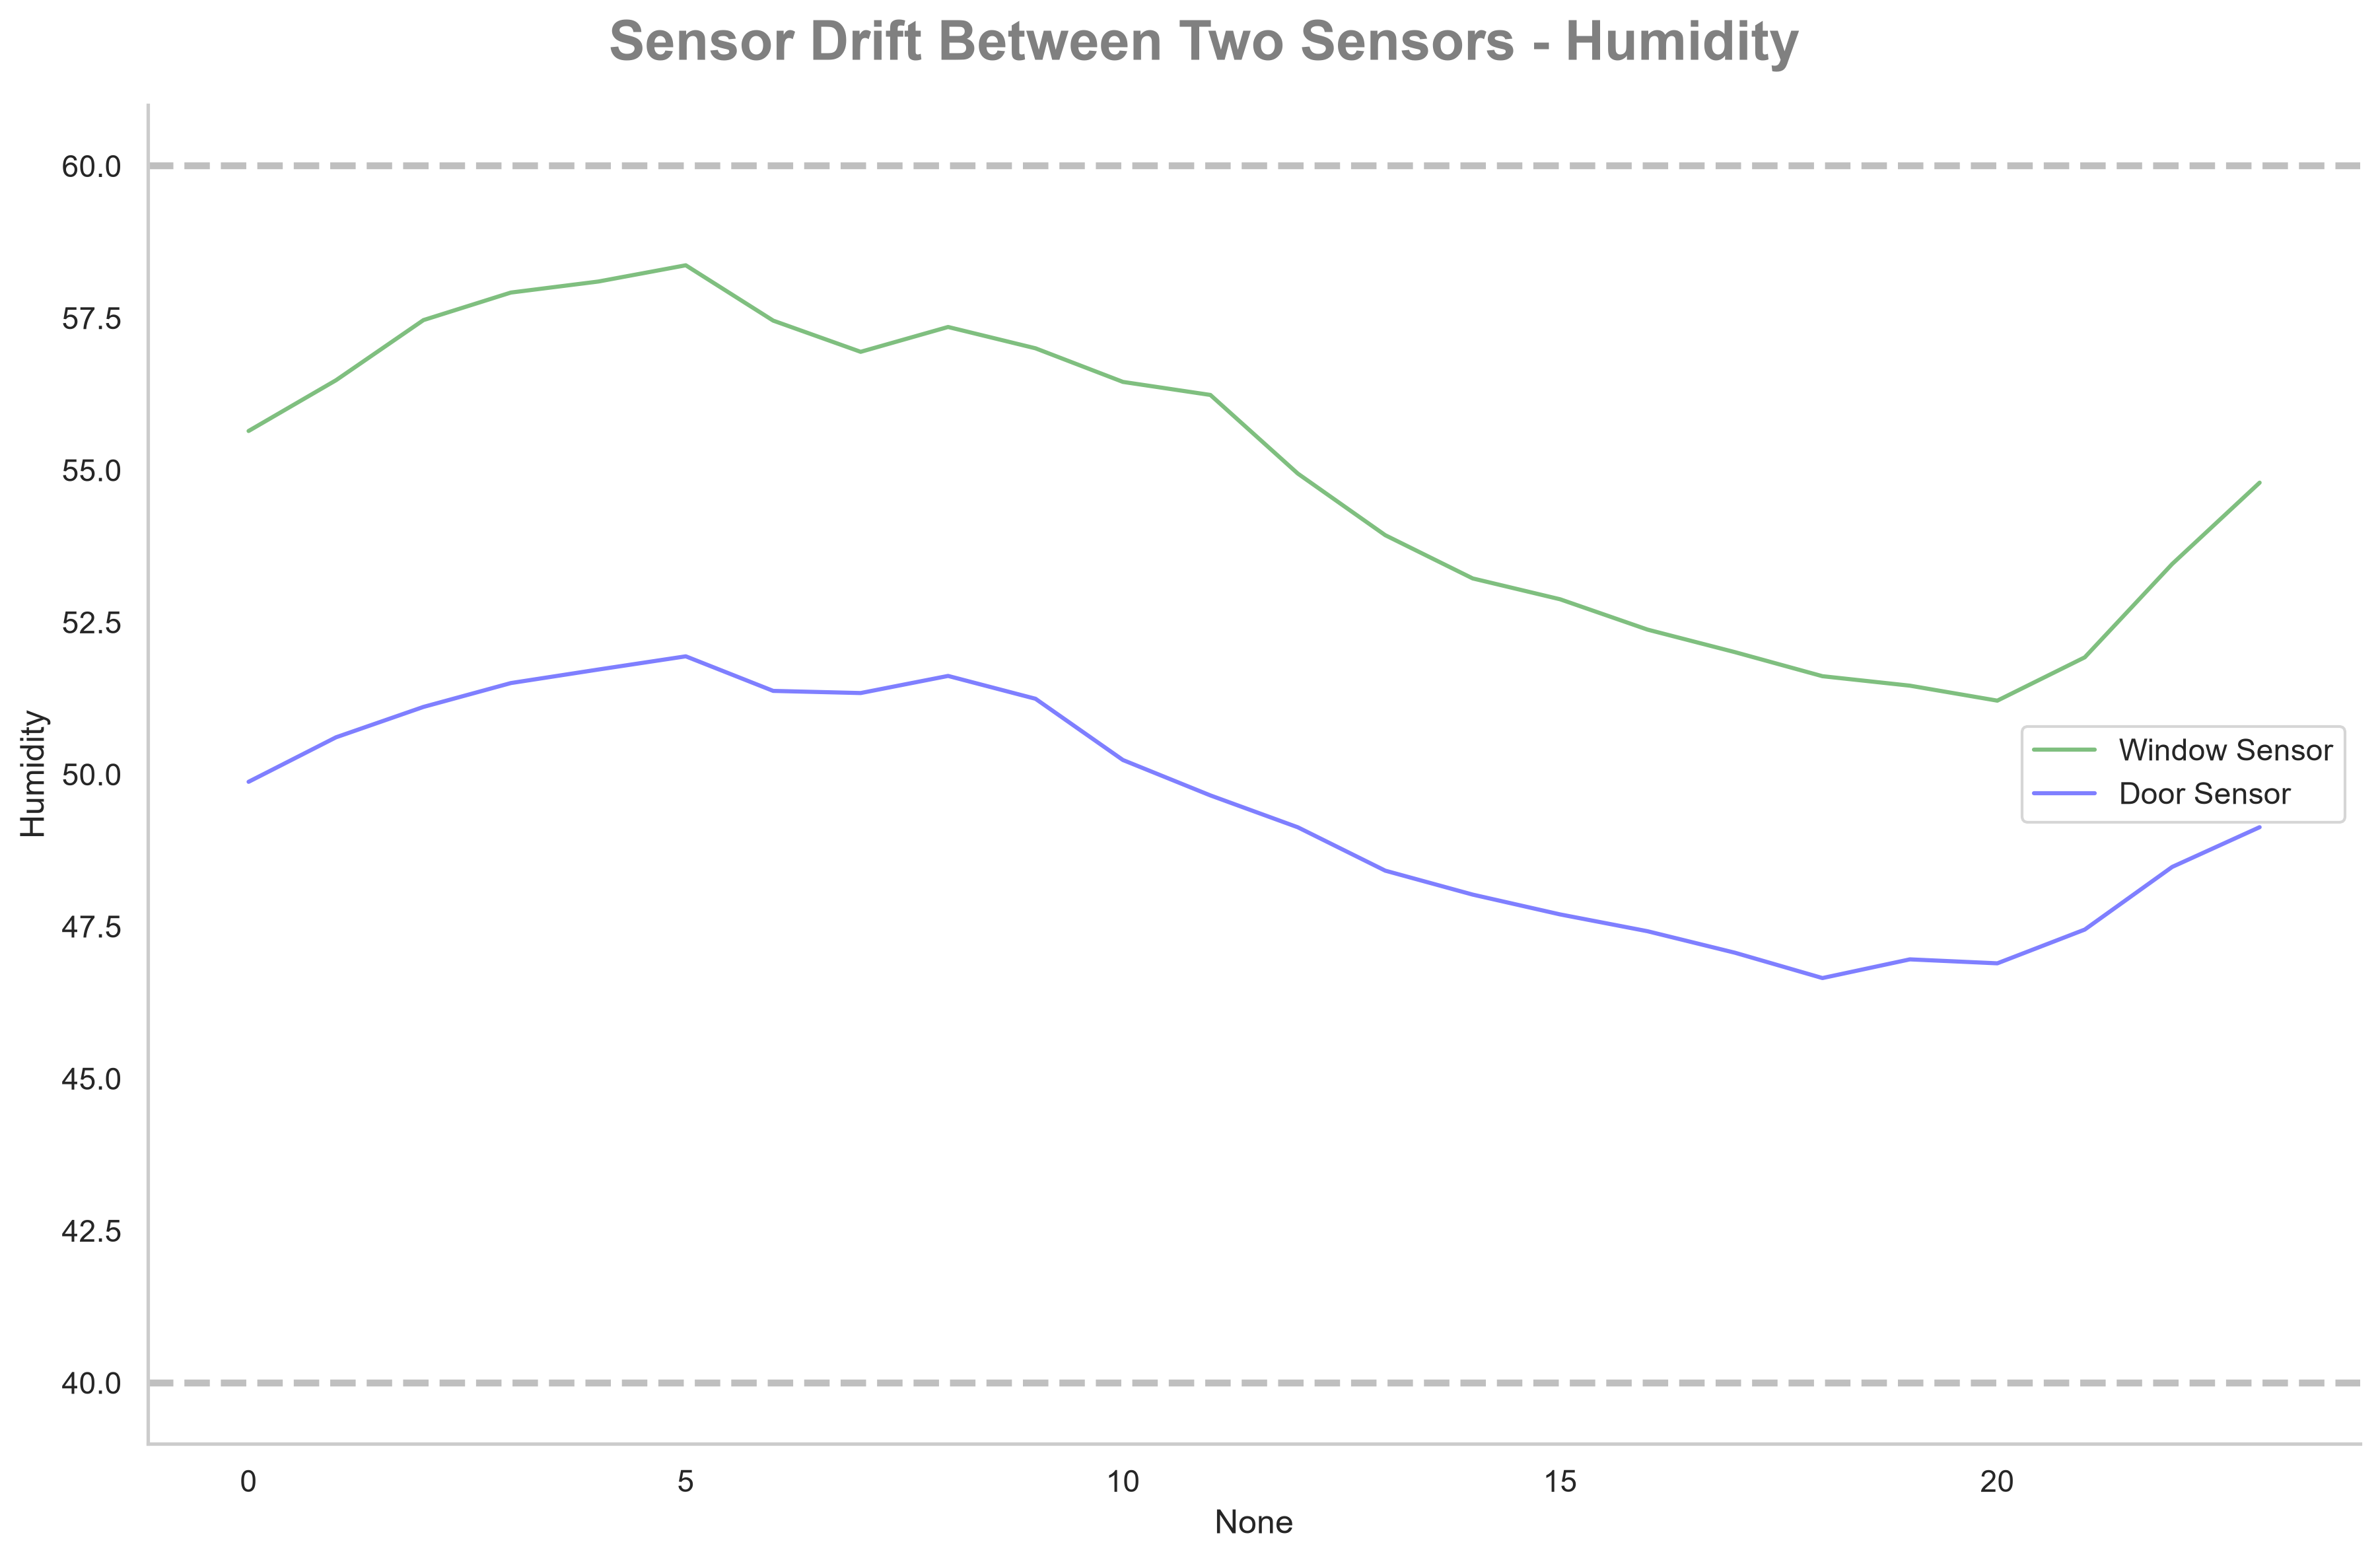 Sensor Drift Between Two Sensors - Humidity
60.0
57.5
55.0
52.5
50.0
47.5
45.0
42.5
40.0
Humidity
Window Sensor
Door Sensor
0 5 10 15 20
None